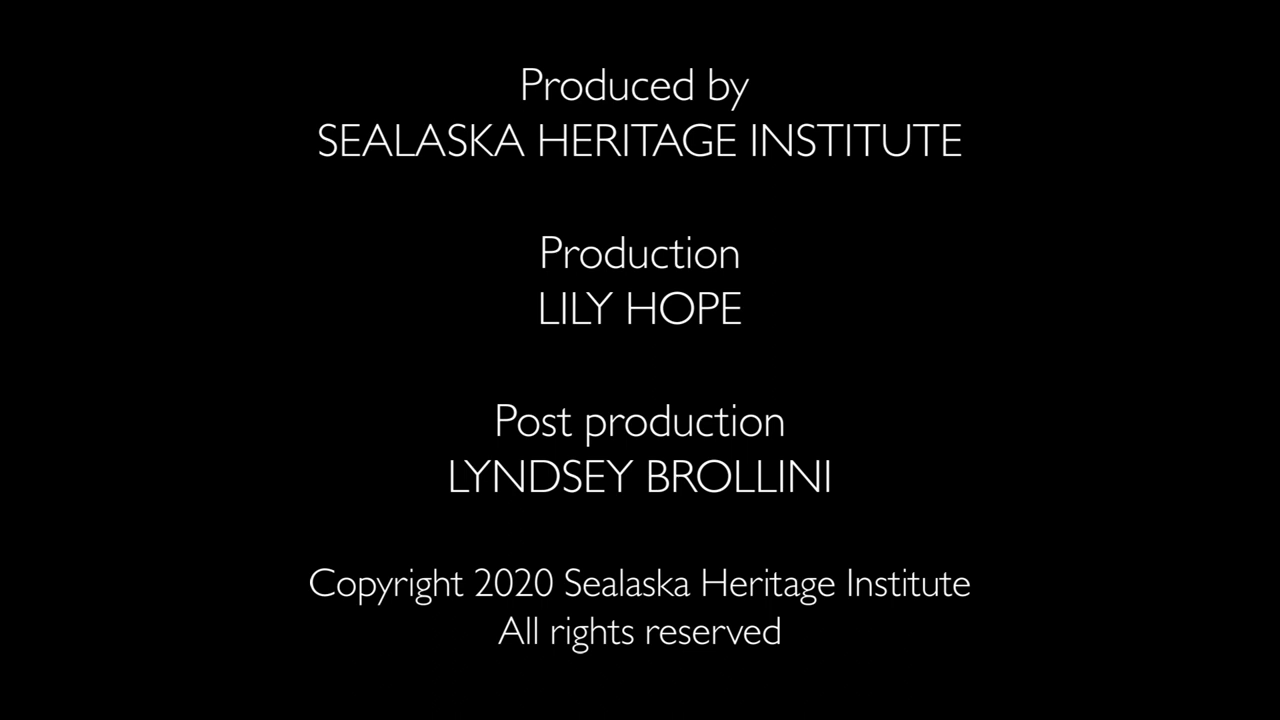 Produced by
SEALASKA HERITAGE INSTITUTE
Production
LILY HOPE
Post production
LYNDSEY BROLLINI
Copyright 2020 Sealaska Heritage Institute
All rights reserved